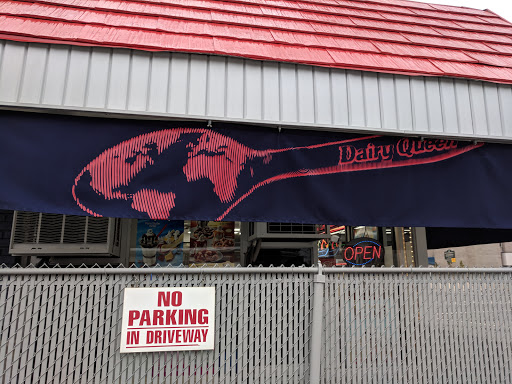 Dairy Queen
OPEN
NO
PARKING
IN DRIVEWAY